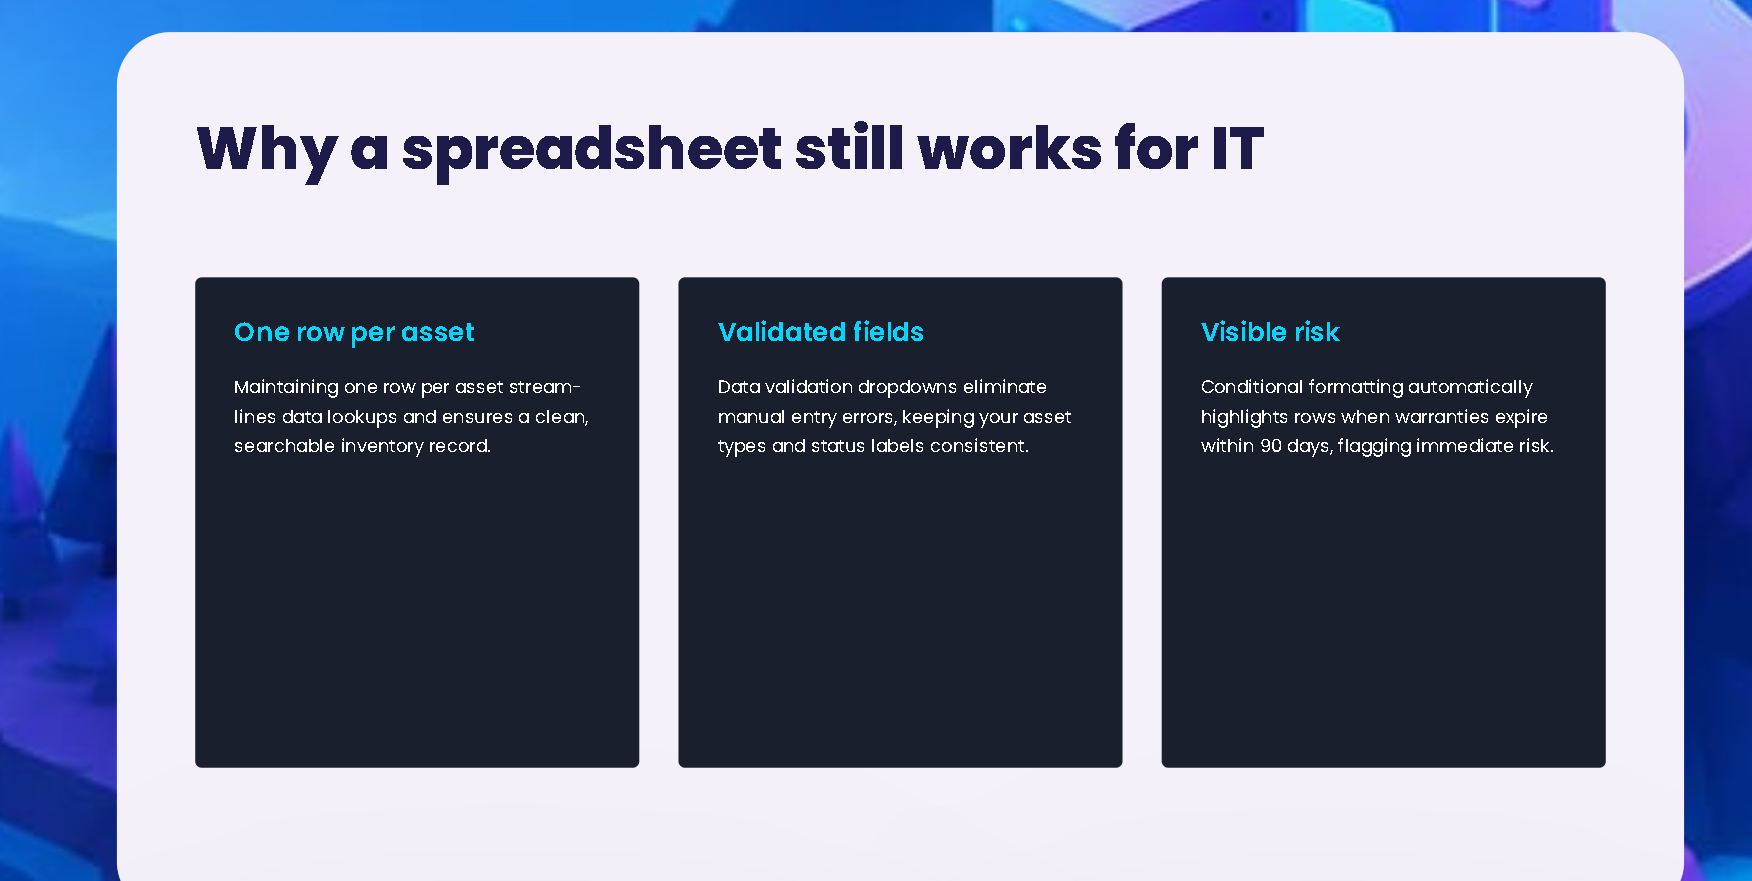 Why a spreadsheet still works for IT
One row per asset
Maintaining one row per asset stream-
lines data lookups and ensures a clean,
searchable inventory record.
Validated fields
Data validation dropdowns eliminate
manual entry errors, keeping your asset
types and status labels consistent.
Visible risk
Conditional formatting automatically
highlights rows when warranties expire
within 90 days, flagging immediate risk.